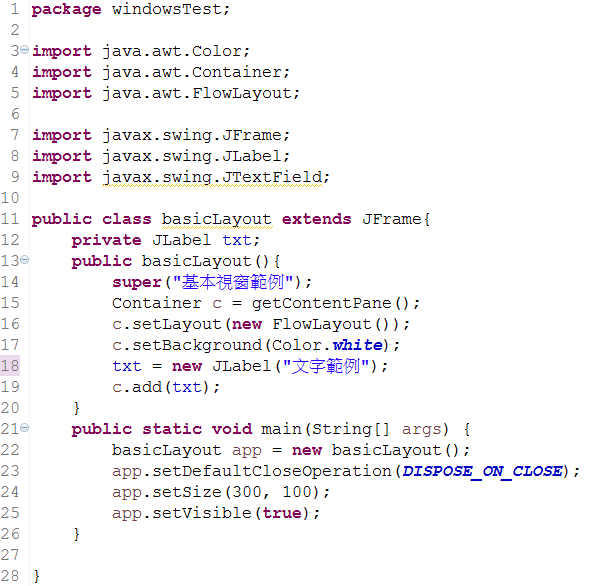 1 package windowsTest;
2
3 import java.awt.Color;
4 import java.awt.Container;
5 import java.awt.FlowLayout;
6
7 import javax.swing.JFrame;
8 import javax.swing.JLabel;
9 import javax.swing.JTextField;
10
11 public class basicLayout extends JFrame{
12     private JLabel txt;
13     public basicLayout(){
14         super("基本視窗範例");
15         Container c = getContentPane();
16         c.setLayout(new FlowLayout());
17         c.setBackground(Color.white);
18         txt = new JLabel("文字範例");
19         c.add(txt);
20     }
21     public static void main(String[] args) {
22         basicLayout app = new basicLayout();
23         app.setDefaultCloseOperation(DISPOSE_ON_CLOSE);
24         app.setSize(300, 100);
25         app.setVisible(true);
26     }
27
28 }